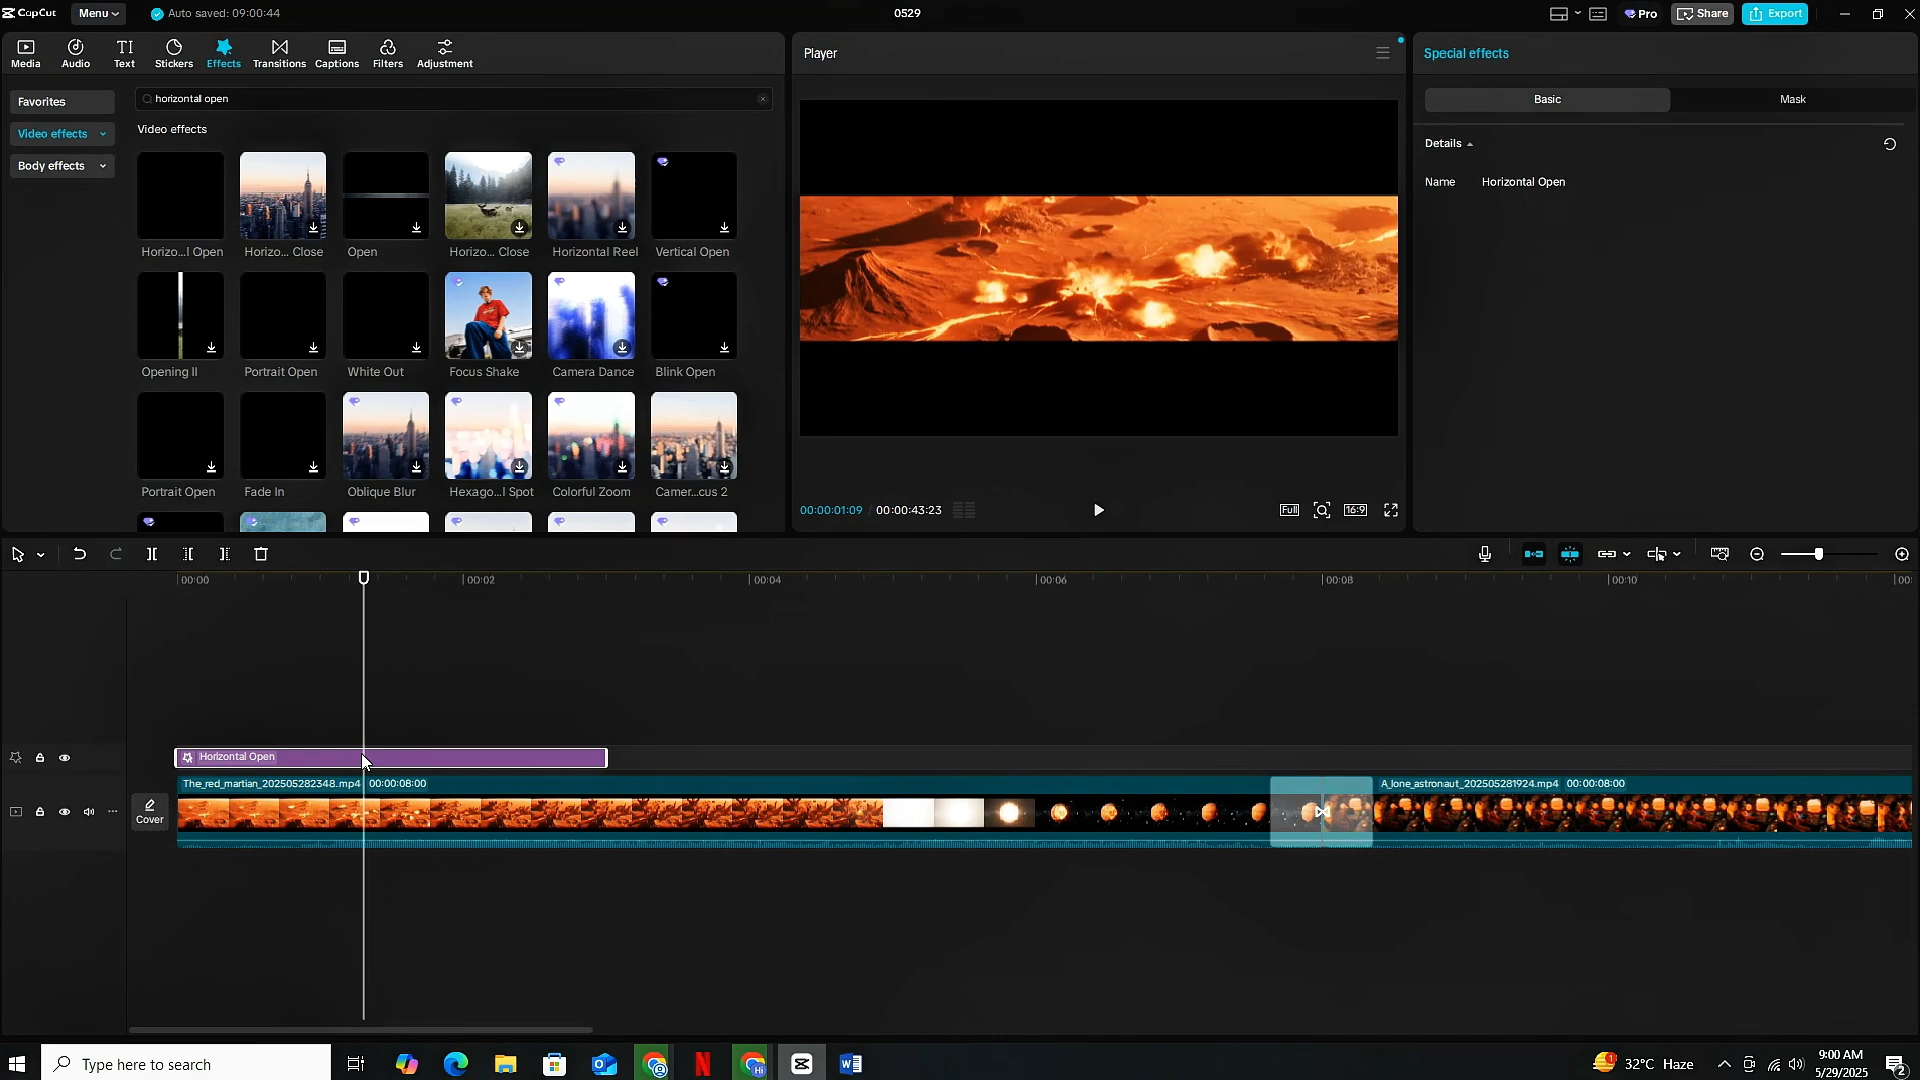 CapCut
Menu
Auto saved: 09:00:44
0529
Pro
Share
Export
Media
Audio
Text
Stickers
Effects
Transitions
Captions
Filters
Adjustment
Favorites
Video effects
Body effects
horizontal open
Video effects
Horizo...l Open
Horizo... Close
Open
Horizo... Close
Horizontal Reel
Vertical Open
Opening II
Portrait Open
White Out
Focus Shake
Camera Dance
Blink Open
Portrait Open
Fade In
Oblique Blur
Hexago...l Spot
Colorful Zoom
Camer...cus 2
Player
00:00:01:09 / 00:00:43:23
Full
16:9
Special effects
Basic
Mask
Details
Name Horizontal Open
00:00
00:02
00:04
00:06
00:08
00:10
00:
Horizontal Open
The_red_martian_202505282348.mp4 00:00:08:00
A_lone_astronaut_202505281924.mp4 00:00:08:00
Cover
Type here to search
Hi
W
1
32°C Haze
9:00 AM
5/29/2025
2